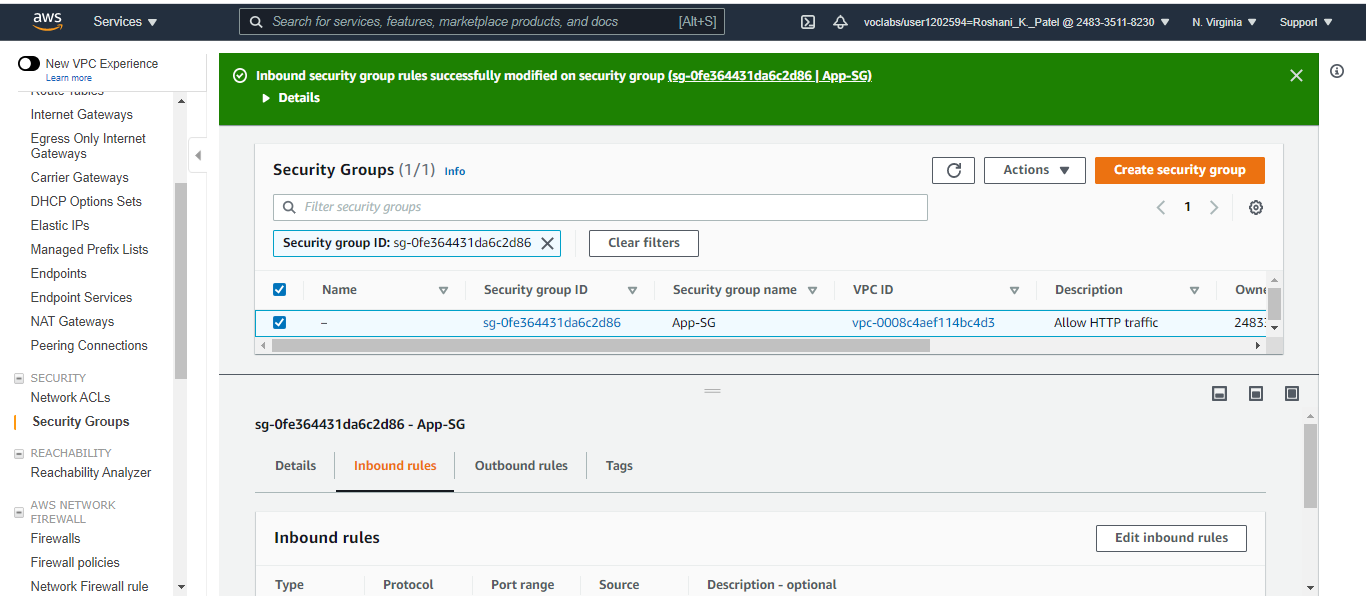 aws
Services
Search for services, features, marketplace products, and docs
[Alt+S]
voclabs/user1202594=Roshani_K._Patel @ 2483-3511-8230
N. Virginia
Support
New VPC Experience
Learn more
Route Tables
Internet Gateways
Egress Only Internet
Gateways
Carrier Gateways
DHCP Options Sets
Elastic IPs
Managed Prefix Lists
Endpoints
Endpoint Services
NAT Gateways
Peering Connections
SECURITY
Network ACLs
Security Groups
REACHABILITY
Reachability Analyzer
AWS NETWORK
FIREWALL
Firewalls
Firewall policies
Network Firewall rule
Inbound security group rules successfully modified on security group (sg-0fe364431da6c2d86 | App-SG)
Details
Security Groups (1/1) Info
Actions
Create security group
Filter security groups
1
Security group ID: sg-0fe364431da6c2d86
Clear filters
Name Security group ID Security group name VPC ID Description Owne
– sg-0fe364431da6c2d86 App-SG vpc-0008c4aef114bc4d3 Allow HTTP traffic 2483
sg-0fe364431da6c2d86 - App-SG
Details Inbound rules Outbound rules Tags
Inbound rules
Edit inbound rules
Type Protocol Port range Source Description - optional